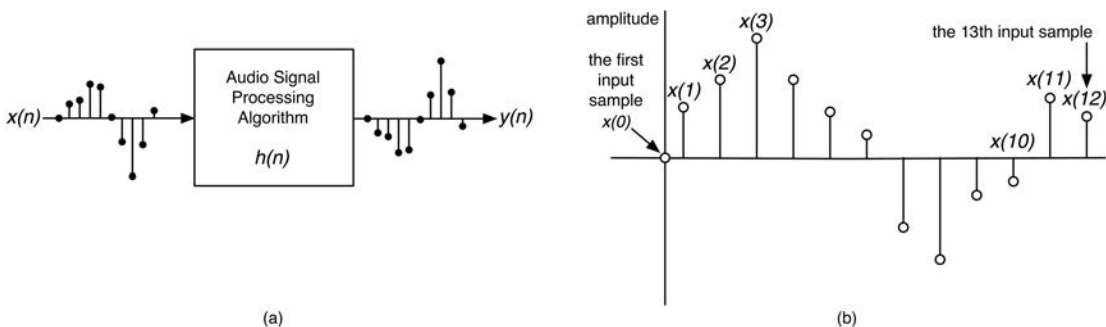 x(n)
Audio Signal
Processing
Algorithm
h(n)
y(n)
(a)
amplitude
the first
input
sample
x(0)
x(1)
x(2)
x(3)
x(10)
x(11)
x(12)
the 13th input sample
(b)